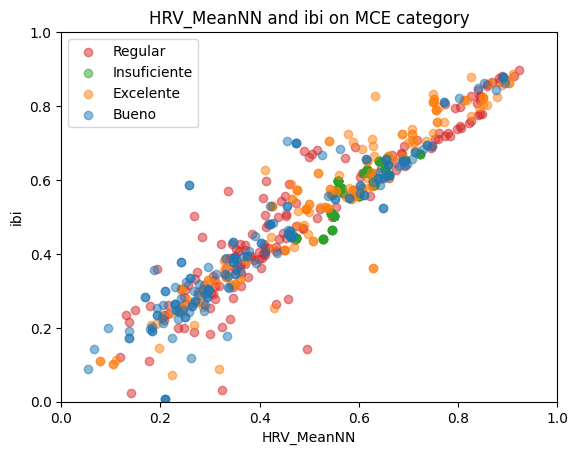 HRV_MeanNN and ibi on MCE category
Regular
Insuficiente
Excelente
Bueno
ibi
1.0
0.8
0.6
0.4
0.2
0.0
0.0 0.2 0.4 0.6 0.8 1.0
HRV_MeanNN